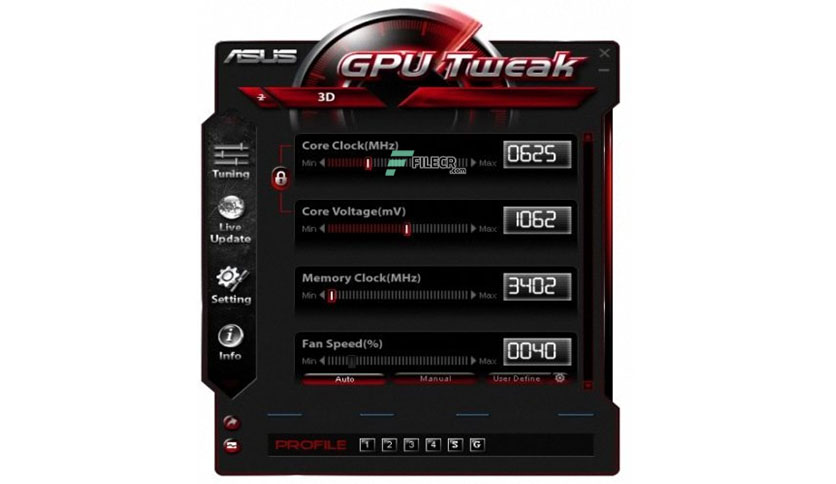 ASUS
GPU Tweak
3D
Core Clock(MHz)
Min
Max
0625
FILECR
.com
Tuning
Core Voltage(mV)
Min
Max
1062
Live
Update
Memory Clock(MHz)
Min
Max
3402
Setting
Fan Speed(%)
Min
Max
0040
Info
Auto
Manual
User Define
PROFILE
1
2
3
4
S
G